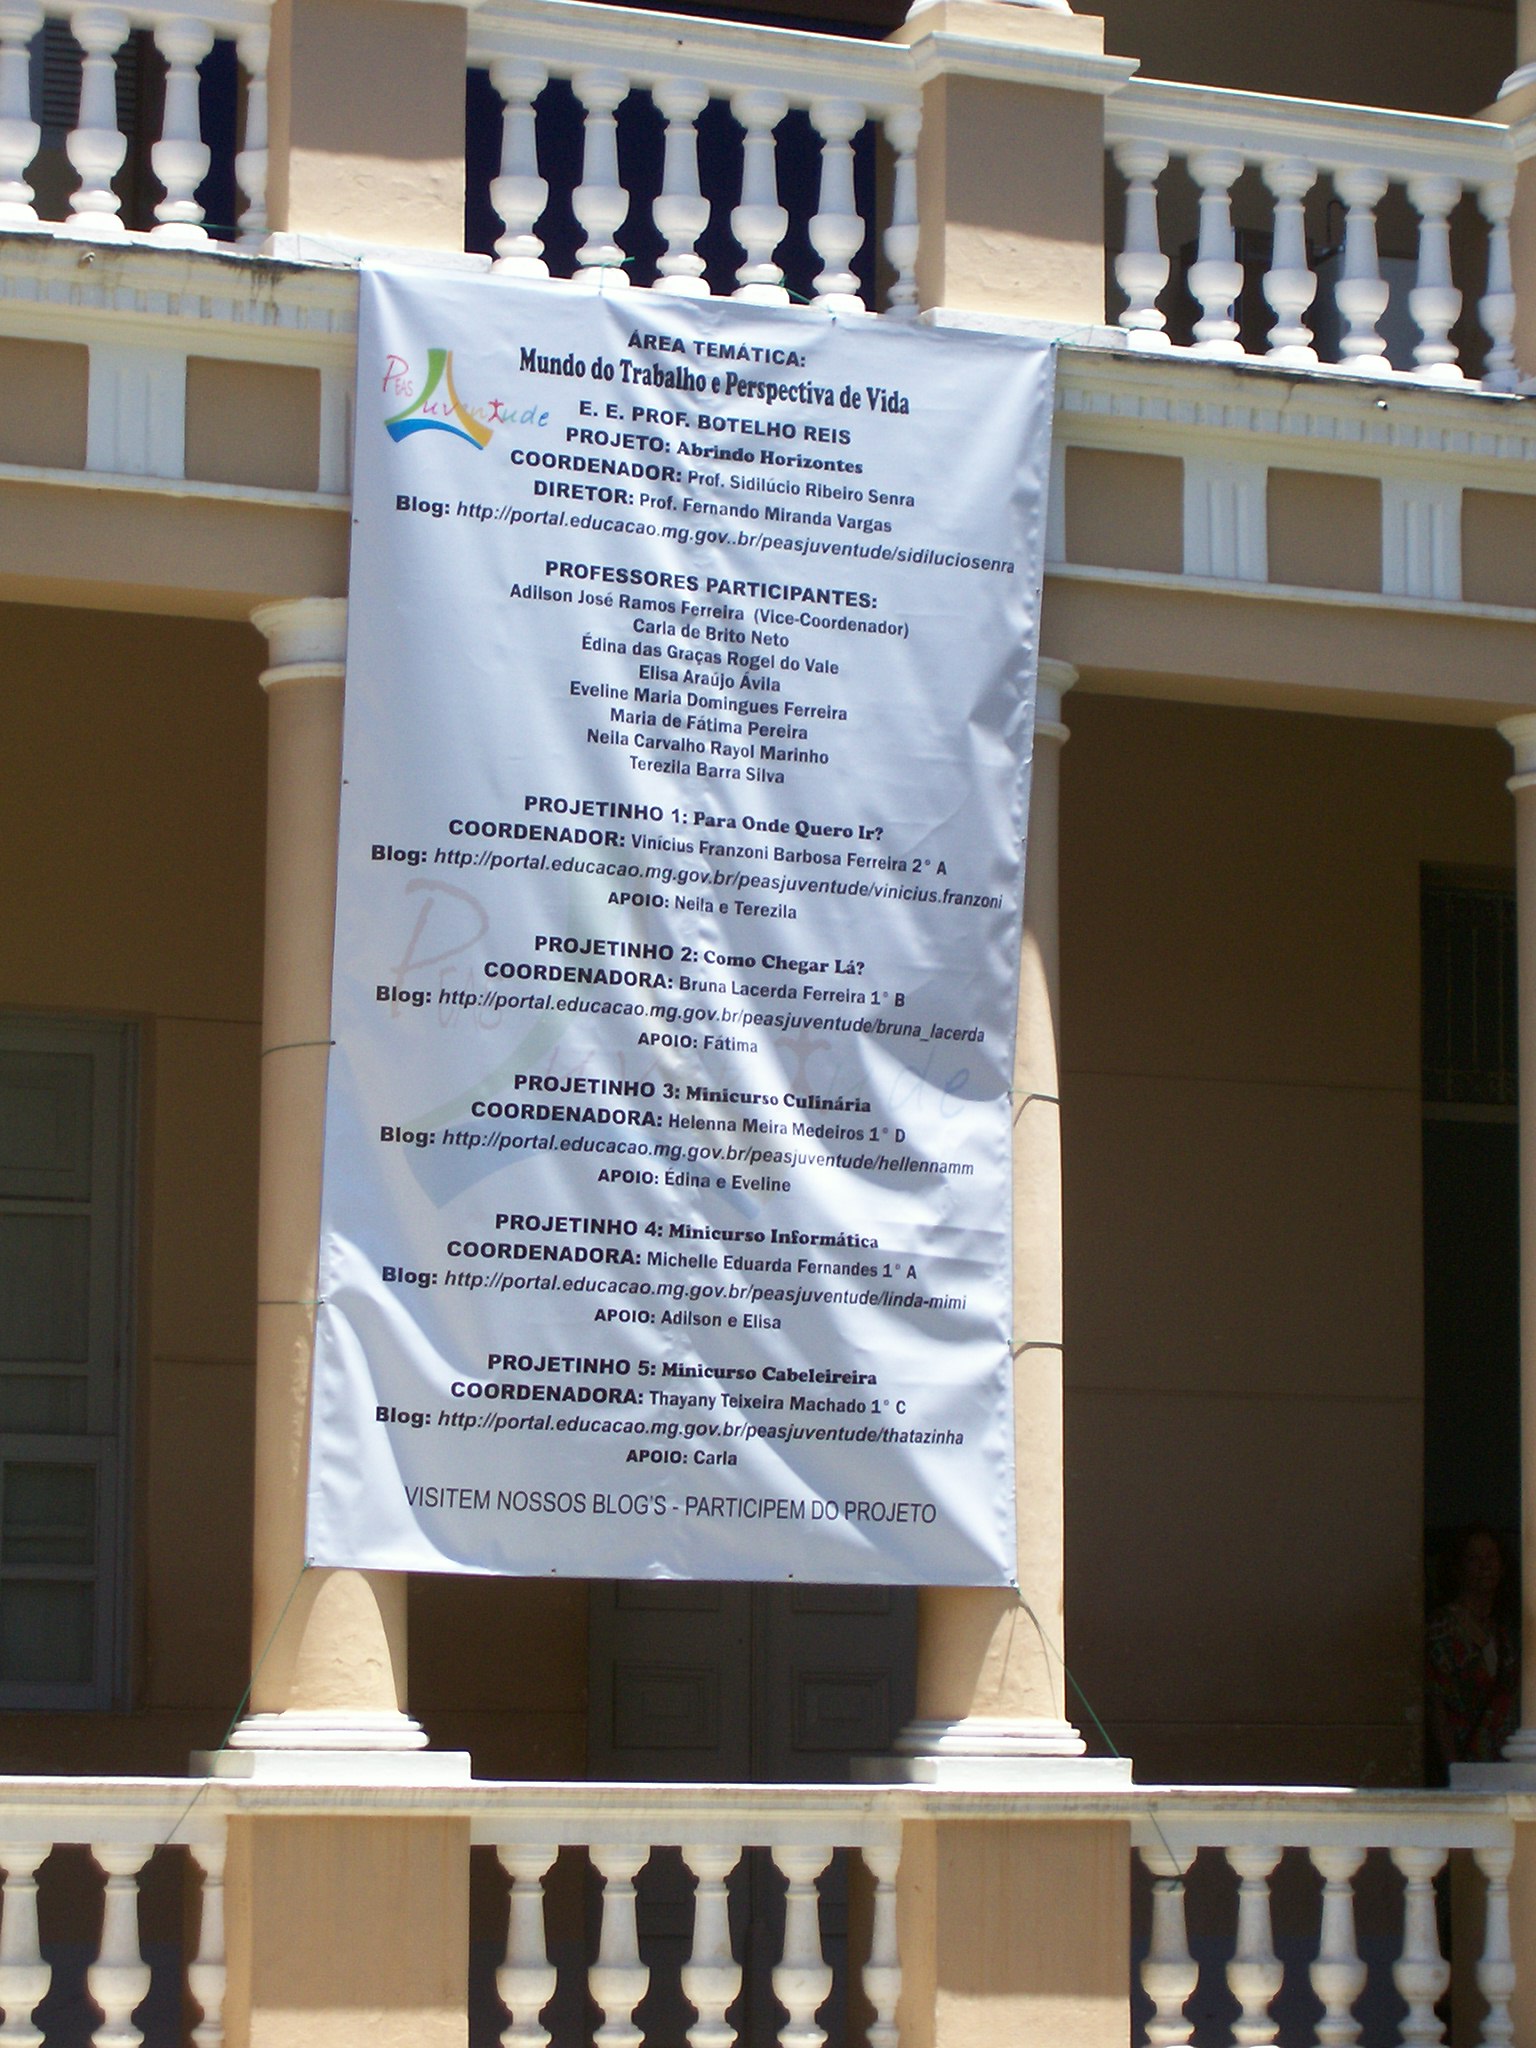 PEAS
Juventude
ÁREA TEMÁTICA:
Mundo do Trabalho e Perspectiva de Vida
E. E. PROF. BOTELHO REIS
PROJETO: Abrindo Horizontes
COORDENADOR: Prof. Sidilúcio Ribeiro Senra
DIRETOR: Prof. Fernando Miranda Vargas
Blog: http://portal.educacao.mg.gov..br/peasjuventude/sidiluciosenra
PROFESSORES PARTICIPANTES:
Adilson José Ramos Ferreira (Vice-Coordenador)
Carla de Brito Neto
Édina das Graças Rogel do Vale
Elisa Araújo Ávila
Eveline Maria Domingues Ferreira
Maria de Fátima Pereira
Neila Carvalho Rayol Marinho
Terezila Barra Silva
PROJETINHO 1: Para Onde Quero Ir?
COORDENADOR: Vinícius Franzoni Barbosa Ferreira 2° A
Blog: http://portal.educacao.mg.gov.br/peasjuventude/vinicius.franzoni
APOIO: Neila e Terezila
PROJETINHO 2: Como Chegar Lá?
COORDENADORA: Bruna Lacerda Ferreira 1° B
Blog: http://portal.educacao.mg.gov.br/peasjuventude/bruna_lacerda
APOIO: Fátima
PROJETINHO 3: Minicurso Culinária
COORDENADORA: Helenna Meira Medeiros 1° D
Blog: http://portal.educacao.mg.gov.br/peasjuventude/hellennamm
APOIO: Édina e Eveline
PROJETINHO 4: Minicurso Informática
COORDENADORA: Michelle Eduarda Fernandes 1° A
Blog: http://portal.educacao.mg.gov.br/peasjuventude/linda-mimi
APOIO: Adilson e Elisa
PROJETINHO 5: Minicurso Cabeleireira
COORDENADORA: Thayany Teixeira Machado 1° C
Blog: http://portal.educacao.mg.gov.br/peasjuventude/thatazinha
APOIO: Carla
VISITEM NOSSOS BLOG'S - PARTICIPEM DO PROJETO